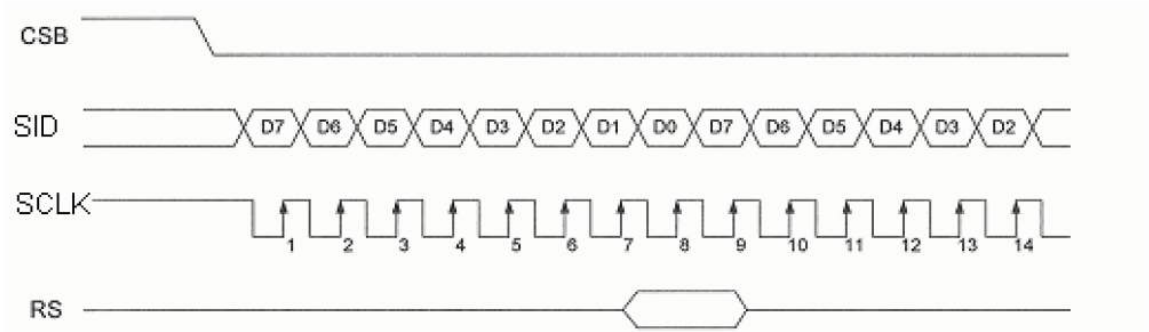 CSB
SID D7 D6 D5 D4 D3 D2 D1 D0 D7 D6 D5 D4 D3 D2
SCLK
1 2 3 4 5 6 7 8 9 10 11 12 13 14
RS